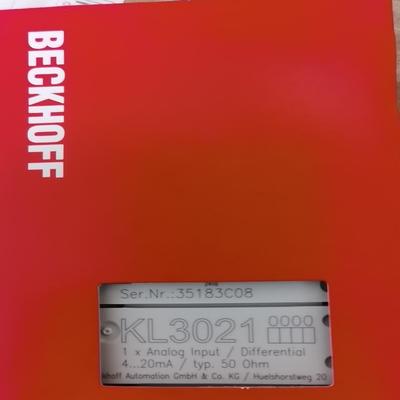 BECKHOFF
Ser.Nr.:35183C08
KL3021
1 x Analog Input / Differential
4...20mA / typ. 50 Ohm
Automation GmbH & Co. KG / Huelshorstweg 20